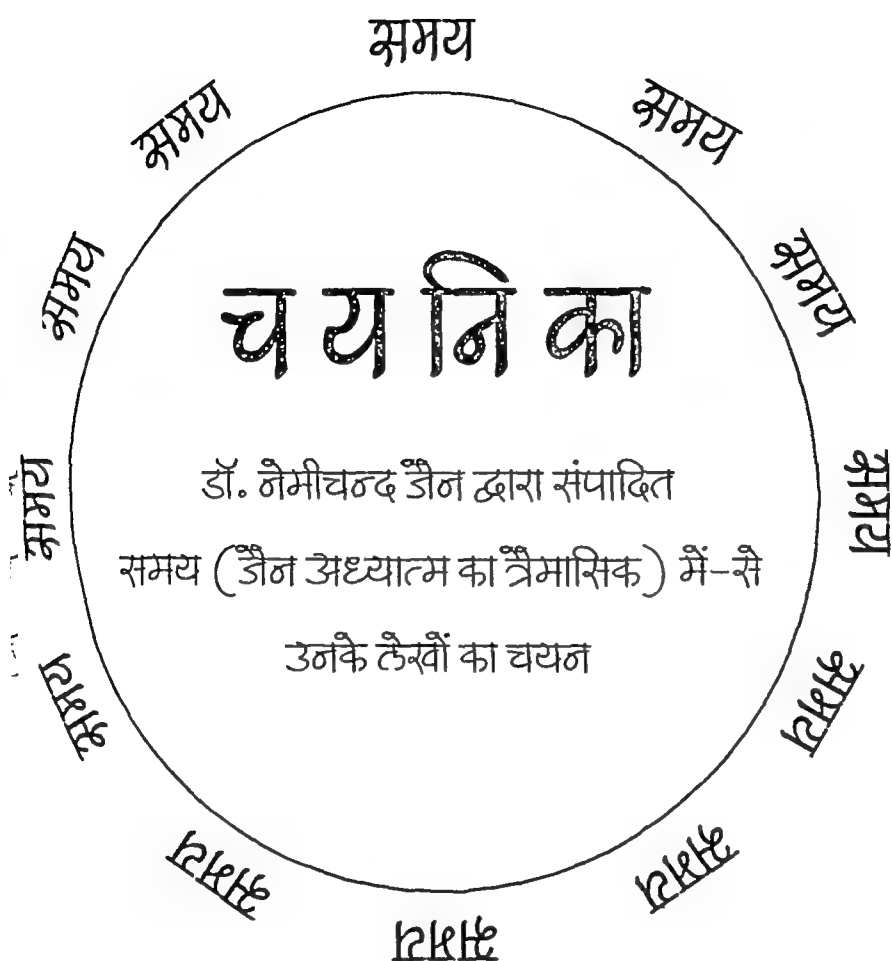 समय
समय
समय
समय
समय
समय
समय
समय
समय
समय
समय
समय
चयनिका
डॉ. नेमीचन्द जैन द्वारा संपादित
समय (जैन अध्यात्म का त्रैमासिक) में-से
उनके लेखों का चयन